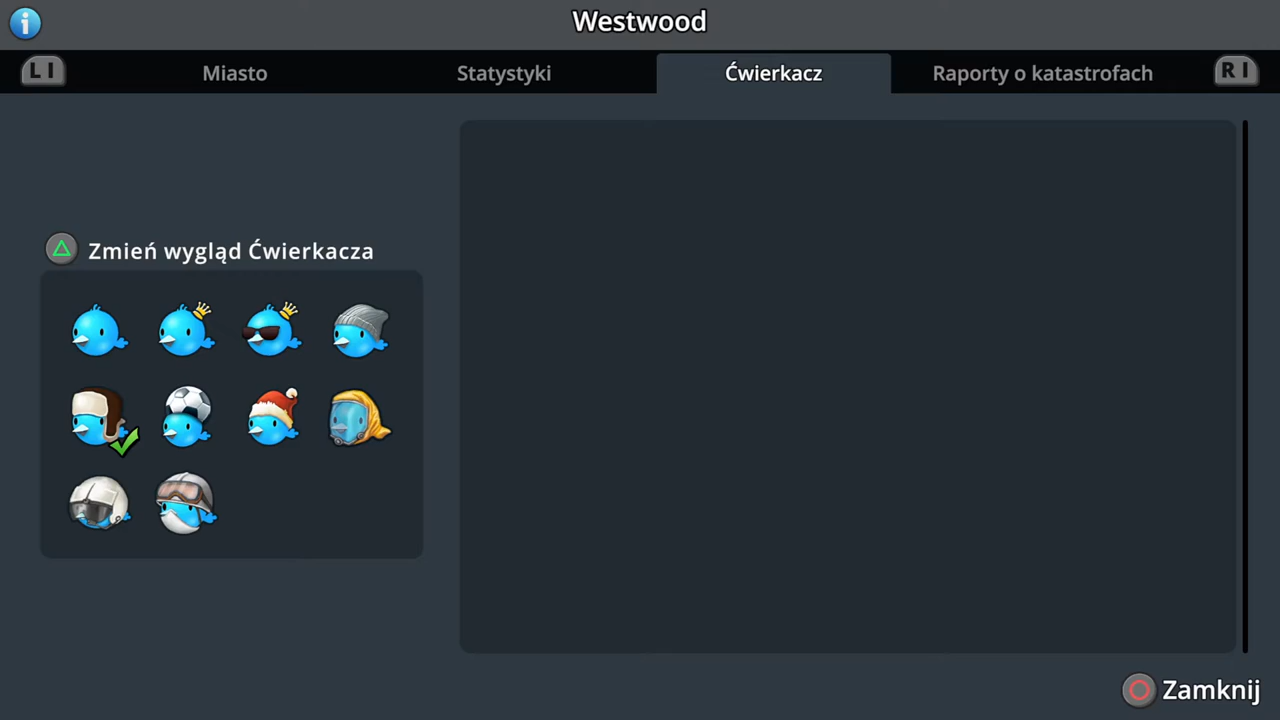 Westwood
L1
Miasto
Statystyki
Ćwierkacz
Raporty o katastrofach
R1
Zmień wygląd Ćwierkacza
Zamknij